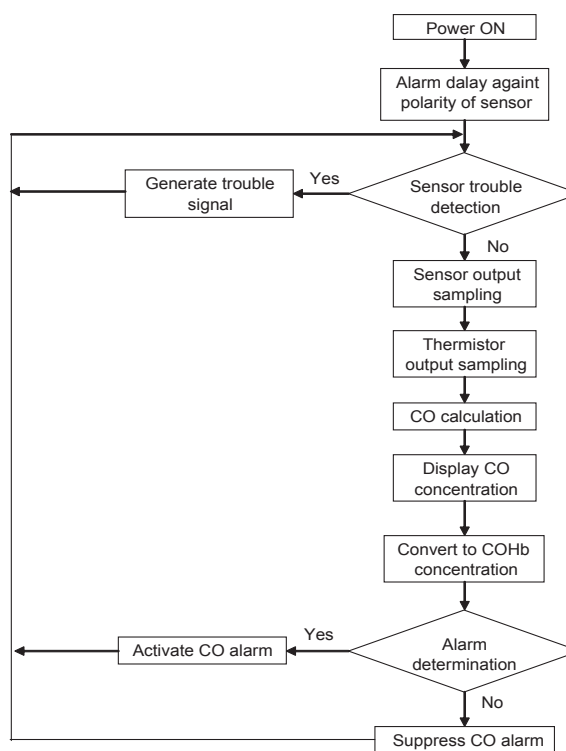 Power ON
Alarm dalay againt
polarity of sensor
Sensor trouble
detection
Yes
Generate trouble
signal
No
Sensor output
sampling
Thermistor
output sampling
CO calculation
Display CO
concentration
Convert to COHb
concentration
Alarm
determination
Yes
Activate CO alarm
No
Suppress CO alarm